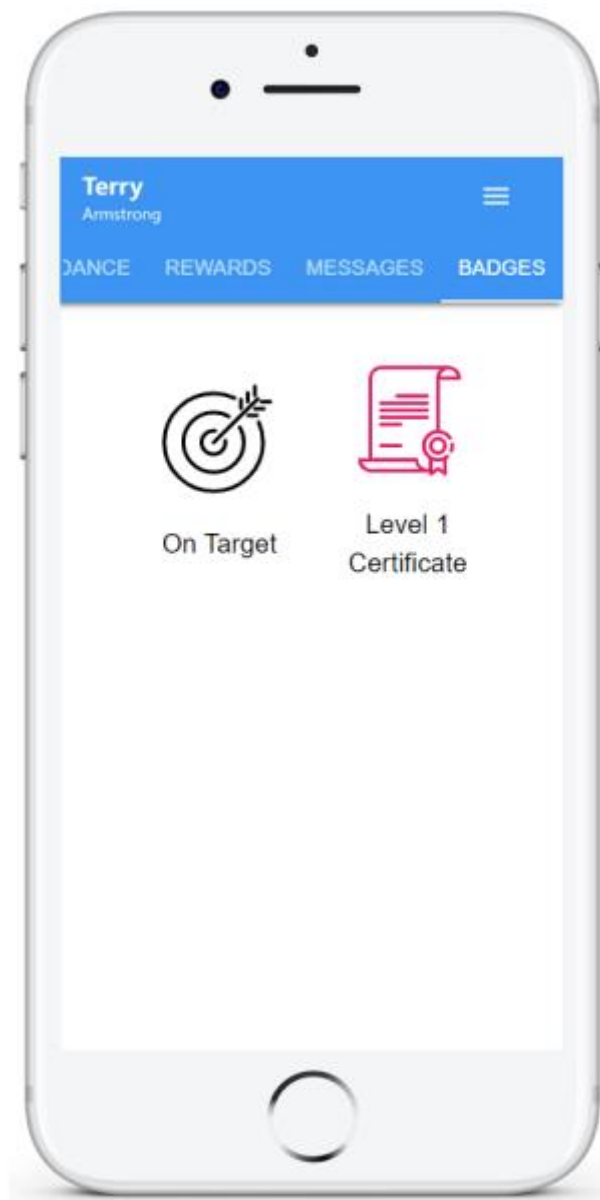 Terry
Armstrong
DANCE REWARDS MESSAGES BADGES
On Target
Level 1
Certificate